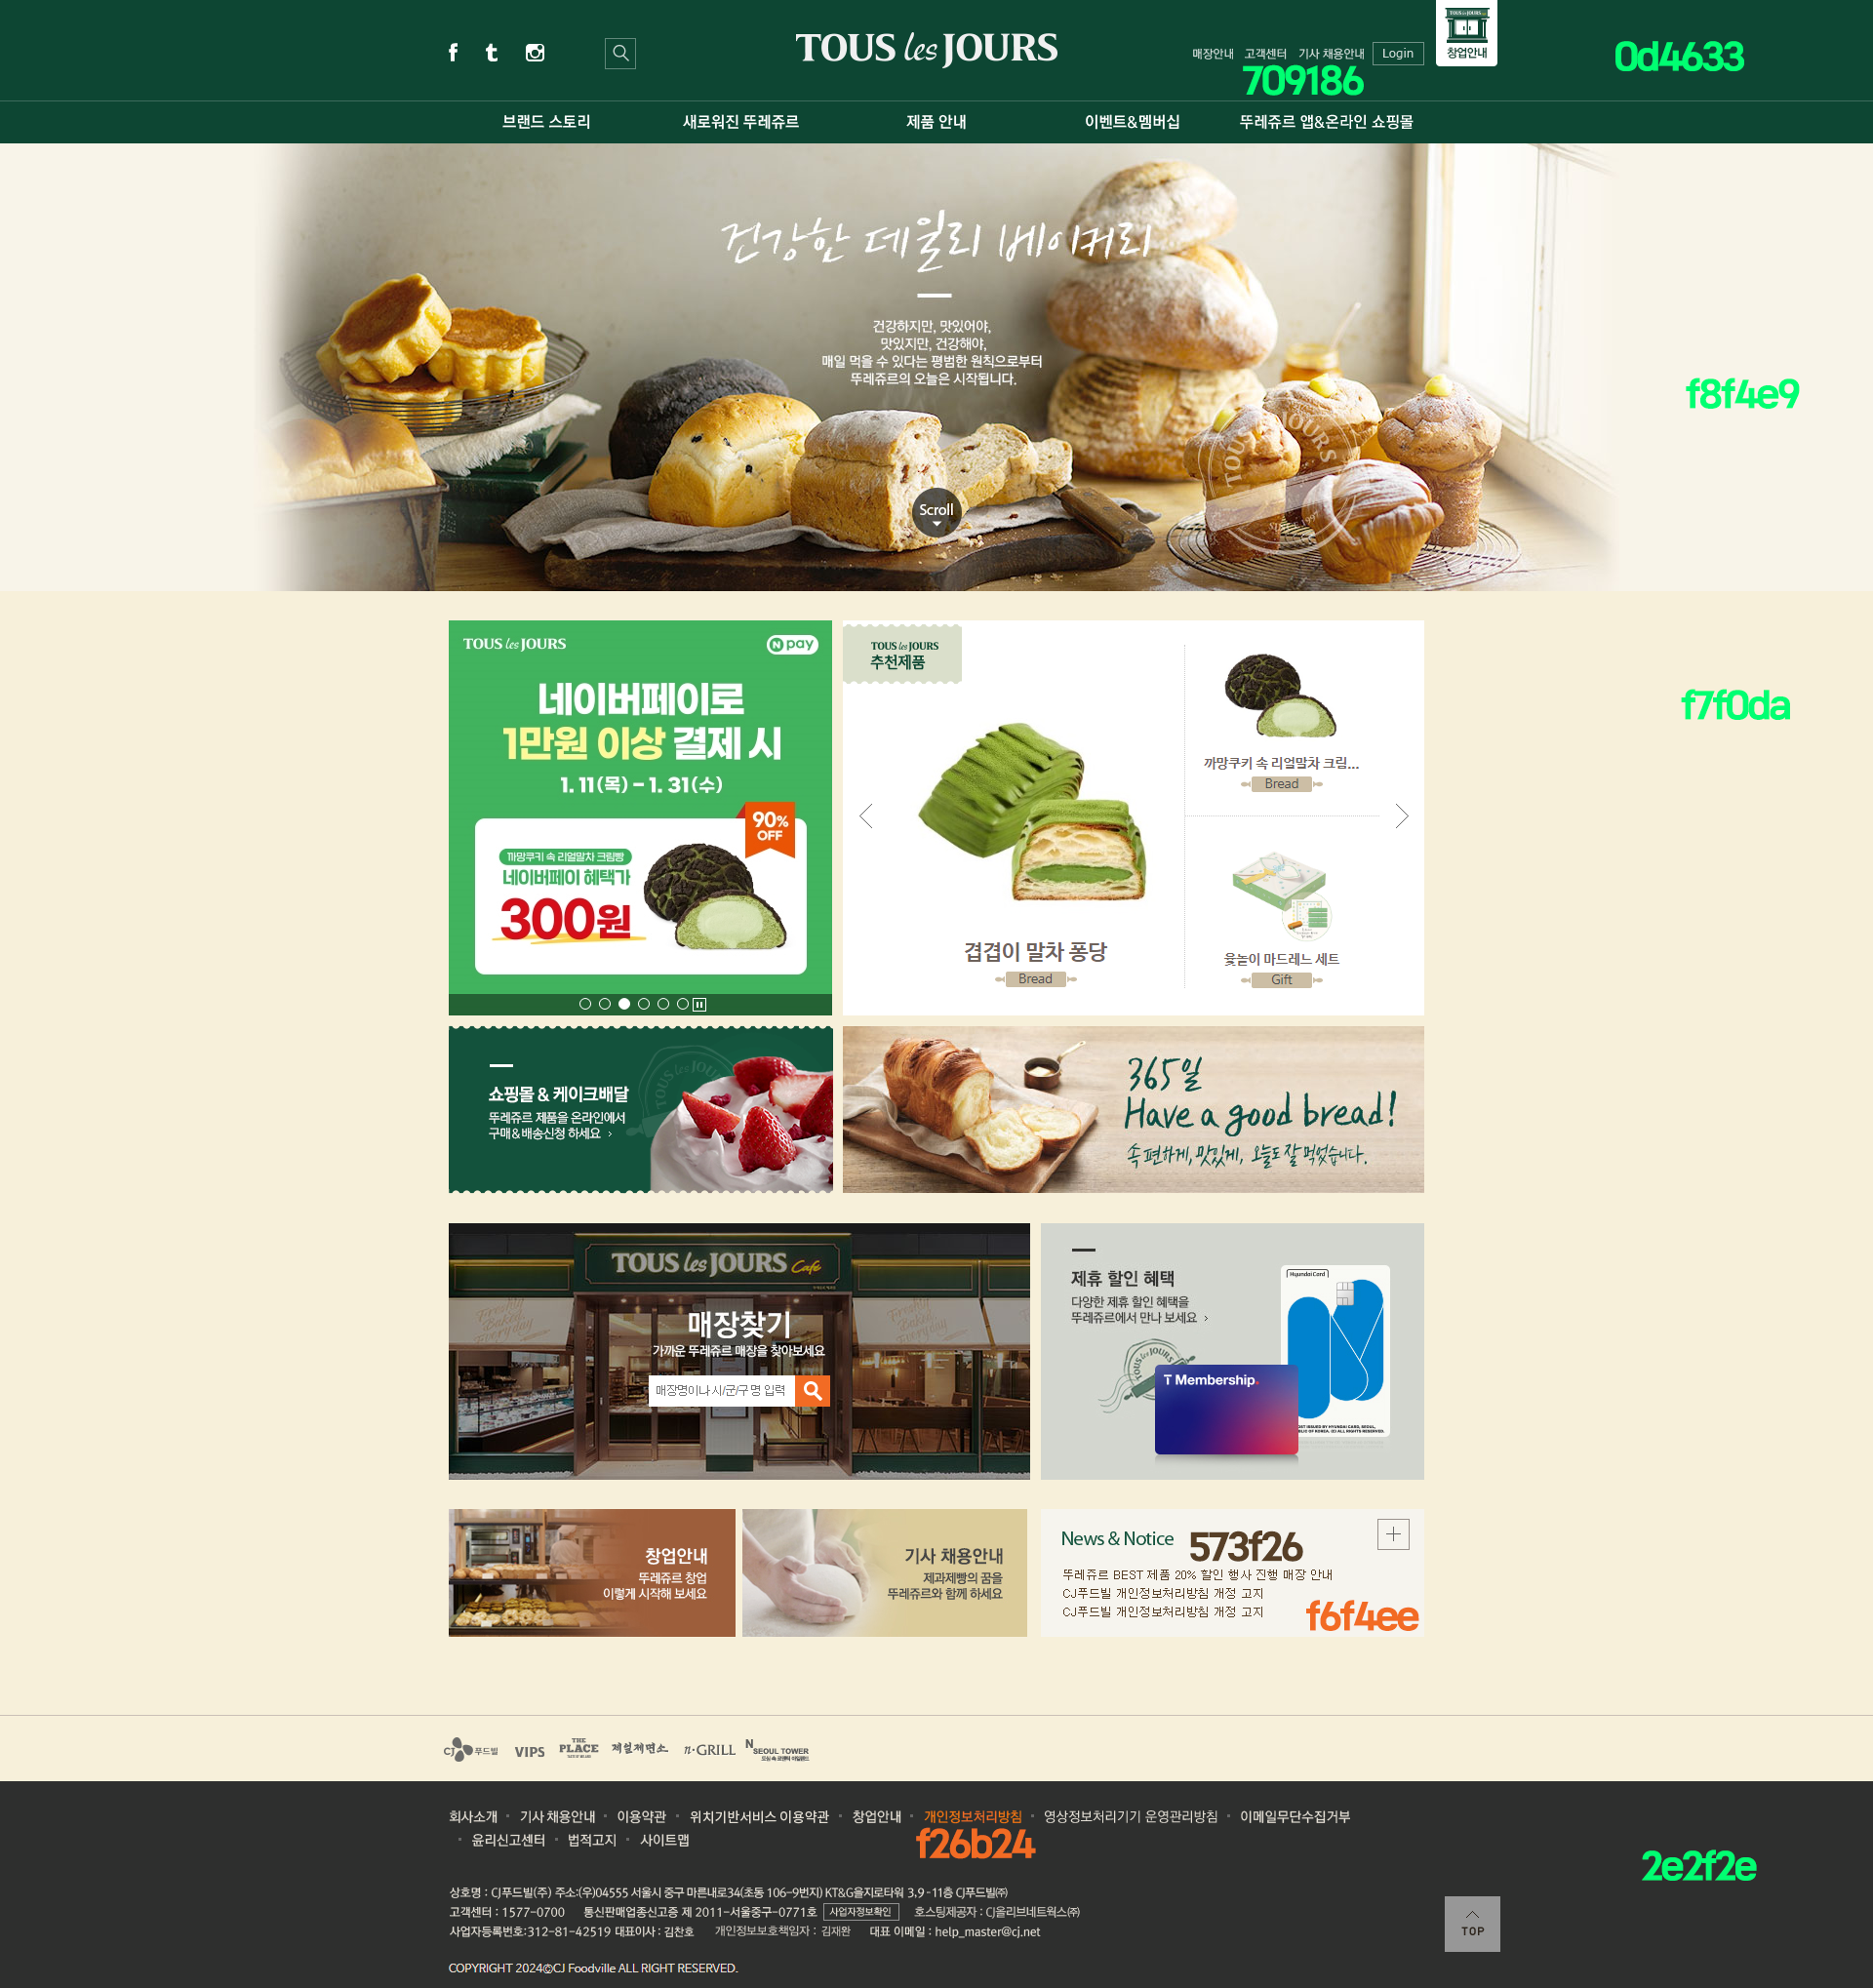 TOUS les JOURS
매장안내 고객센터 기사 채용안내 Login
창업안내
709186
0d4633
브랜드 스토리 새로워진 뚜레쥬르 제품 안내 이벤트&멤버십 뚜레쥬르 앱&온라인 쇼핑몰
건강한 데일리 베이커리
건강하지만, 맛있어야,
맛있지만, 건강해야,
매일 먹을 수 있다는 평범한 원칙으로부터
뚜레쥬르의 오늘은 시작됩니다.
f8f4e9
TOUS JOURS
SINCE 1997
Scroll
f7f0da
TOUS les JOURS
N pay
네이버페이로
1만원 이상 결제 시
1. 11(목) - 1. 31(수)
90%
OFF
까망쿠키 속 리얼말차 크림빵
네이버페이 혜택가
300원
TOUS les JOURS
추천제품
겹겹이 말차 퐁당
Bread
까망쿠키 속 리얼말차 크림...
Bread
윷놀이 마드레느 세트
Gift
쇼핑몰 & 케이크배달
뚜레쥬르 제품을 온라인에서
구매&배송신청 하세요 >
365일
Have a good bread!
속 편하게, 맛있게, 오늘도 잘 먹었습니다.
TOUS les JOURS Café
Freshly Baked Everyday
Freshly Baked Everyday
매장찾기
가까운 뚜레쥬르 매장을 찾아보세요
매장명이나 시/군/구 명 입력
제휴 할인 혜택
다양한 제휴 할인 혜택을
뚜레쥬르에서 만나 보세요 >
Hyundai Card
TOUS les JOURS
T Membership.
창업안내
뚜레쥬르 창업
이렇게 시작해 보세요
기사 채용안내
제과제빵의 꿈을
뚜레쥬르와 함께 하세요
News & Notice 573f26
뚜레쥬르 BEST 제품 20% 할인 행사 진행 매장 안내
CJ푸드빌 개인정보처리방침 개정 고지
CJ푸드빌 개인정보처리방침 개정 고지
f6f4ee
CJ 푸드빌 VIPS THE PLACE 제일제면소 n·GRILL N SEOUL TOWER
회사소개 기사 채용안내 이용약관 위치기반서비스 이용약관 창업안내 개인정보처리방침 영상정보처리기기 운영관리방침 이메일무단수집거부
윤리신고센터 법적고지 사이트맵
f26b24
2e2f2e
상호명 : CJ푸드빌(주) 주소:(우)04555 서울시 중구 마른내로34(초동 106-9번지) KT&G을지로타워 3,9-11층 CJ푸드빌㈜
고객센터 : 1577-0700 통신판매업종신고증 제 2011-서울중구-0771호 사업자정보확인 호스팅제공자 : CJ올리브네트웍스㈜
사업자등록번호:312-81-42519 대표이사 : 김찬호 개인정보보호책임자 : 김재완 대표 이메일 : help_master@cj.net
TOP
COPYRIGHT 2024©CJ Foodville ALL RIGHT RESERVED.